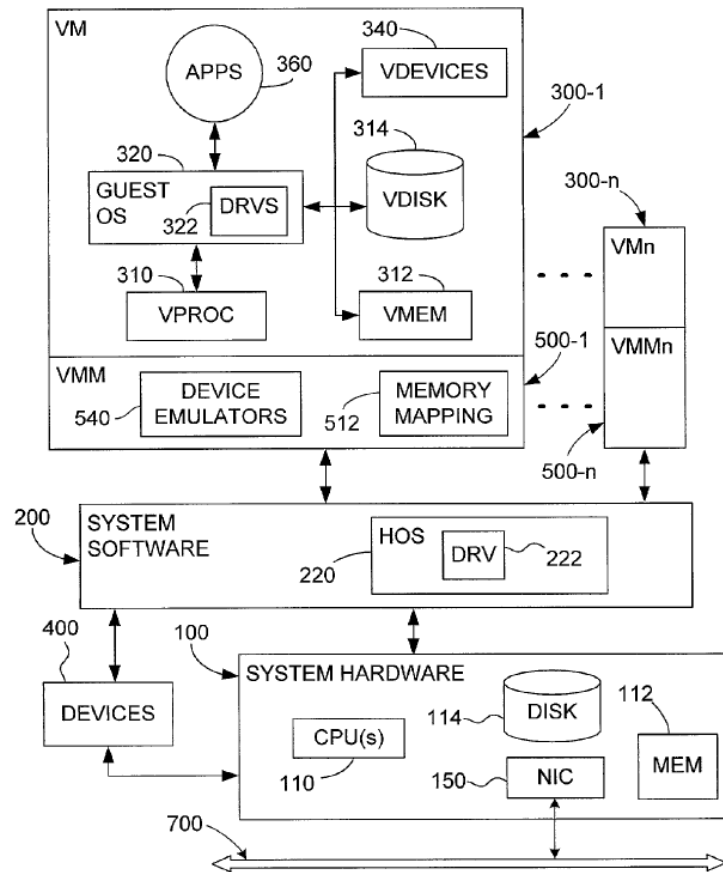 VM
340
APPS
360
VDEVICES
300-1
320
314
300-n
GUEST
OS
DRVS
322
VDISK
VMn
310
312
VPROC
VMEM
VMM
500-1
VMMn
DEVICE
EMULATORS
540
MEMORY
MAPPING
512
500-n
200
SYSTEM
SOFTWARE
HOS
DRV
222
220
400
100
SYSTEM HARDWARE
DEVICES
114
DISK
112
CPU(s)
110
150
NIC
MEM
700